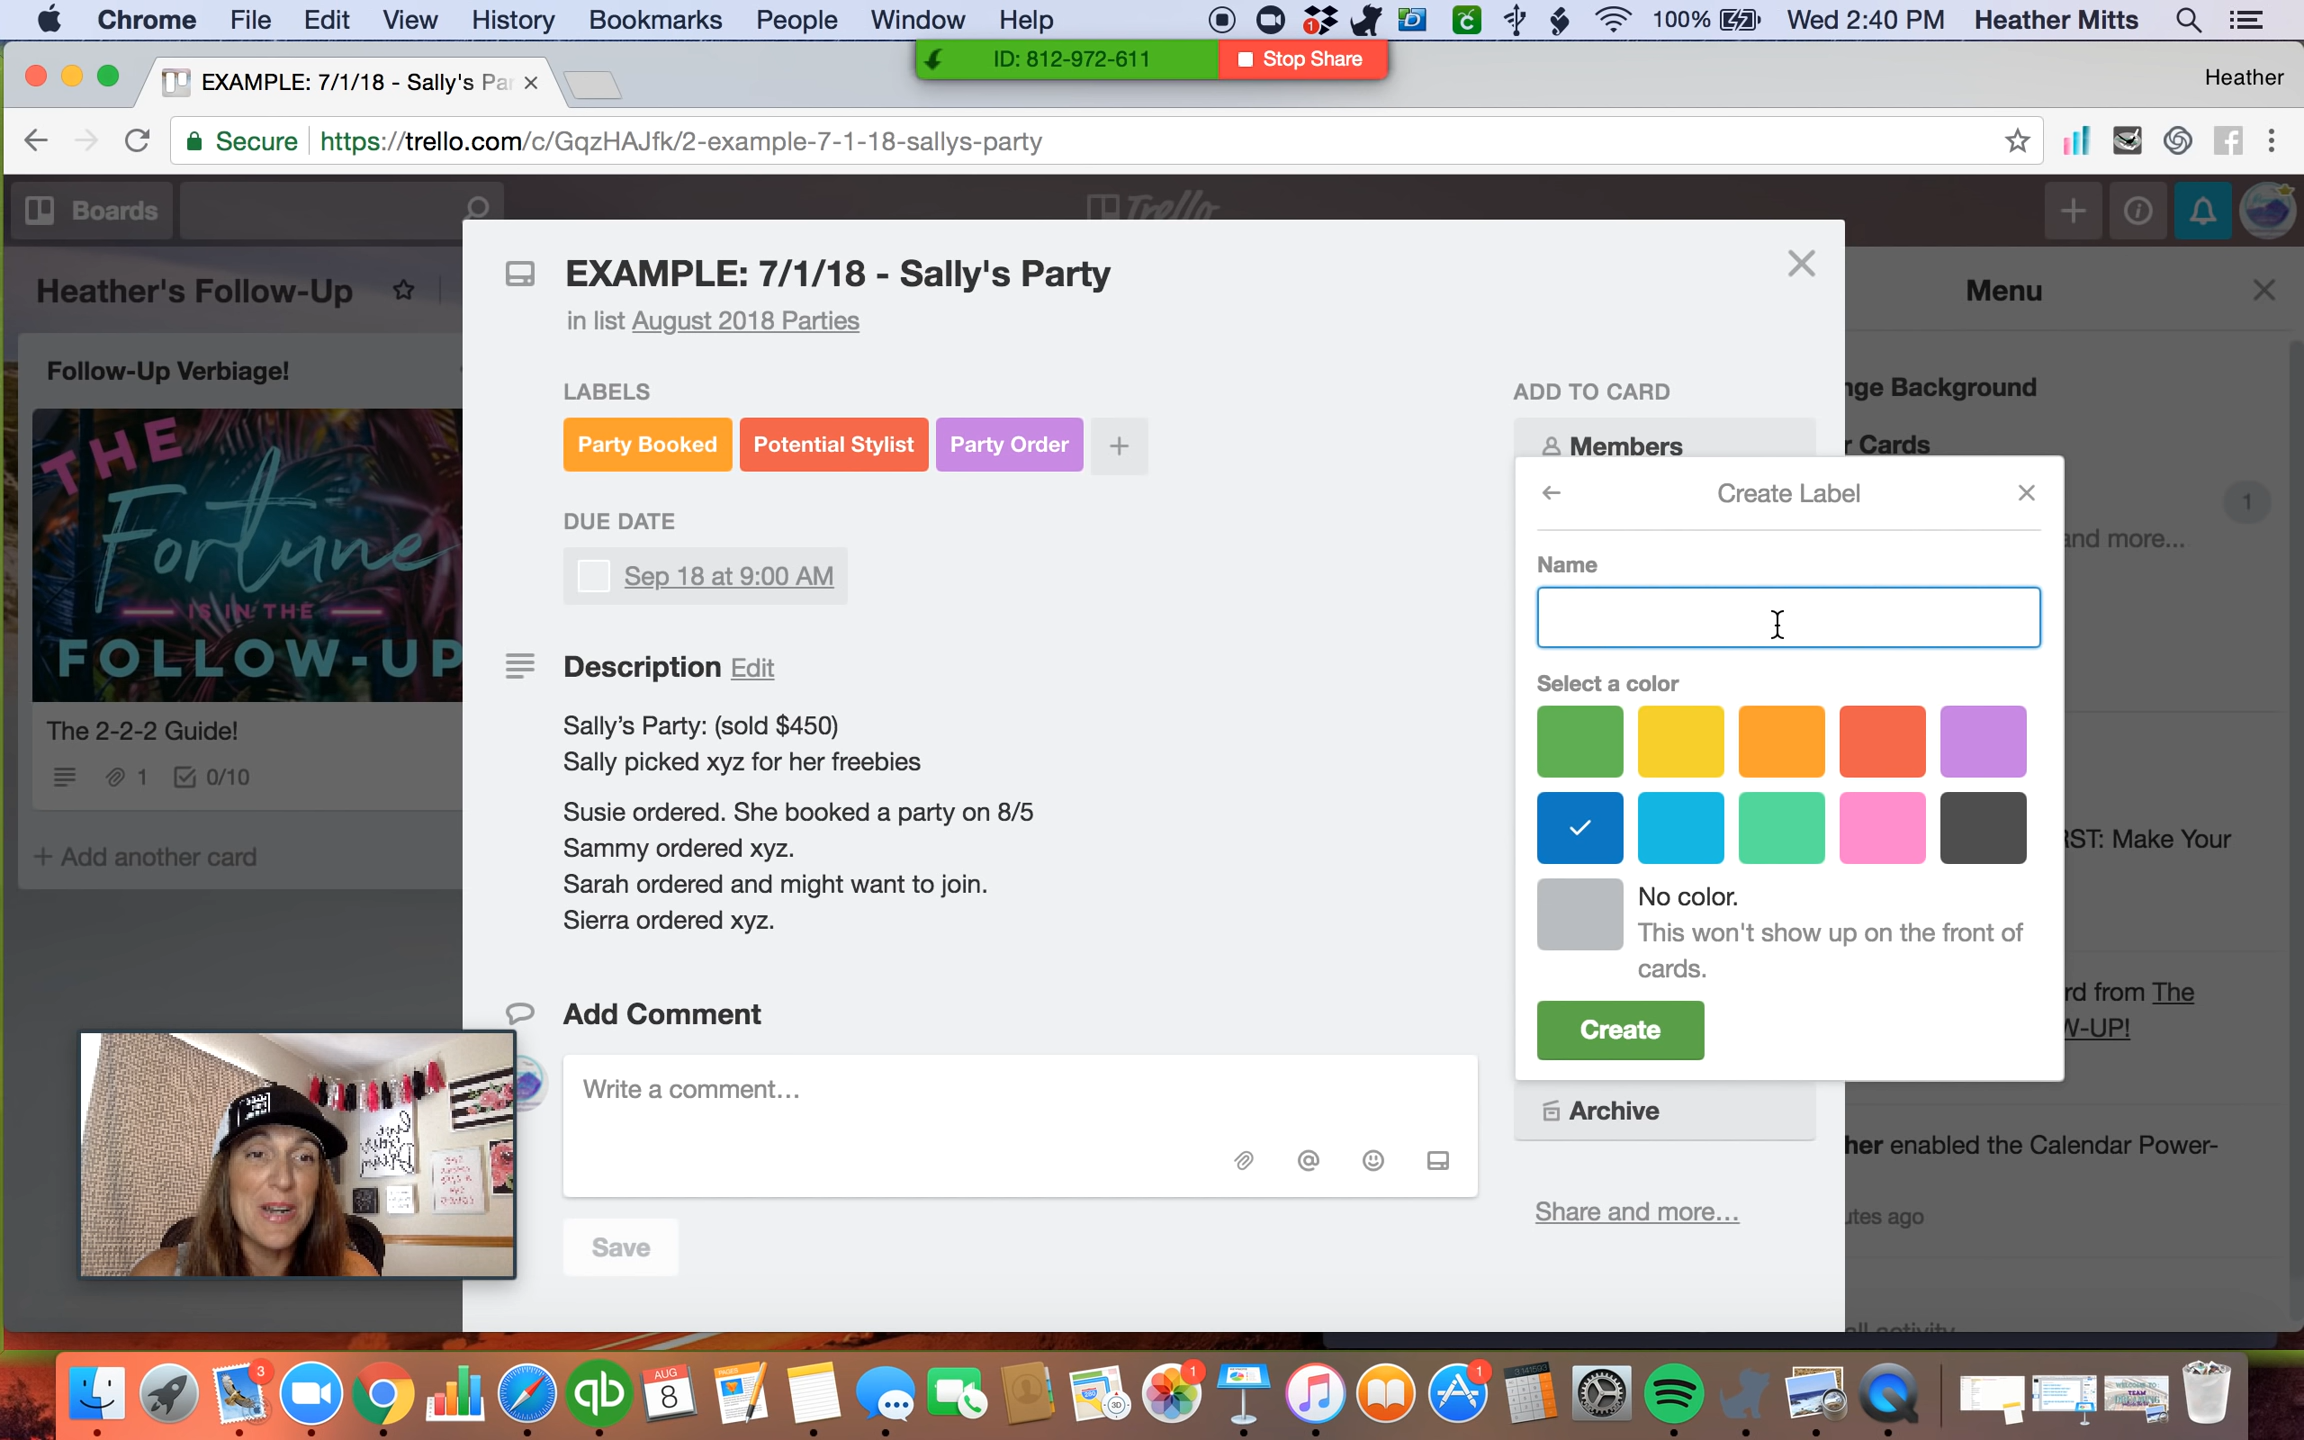 Chrome File Edit View History Bookmarks People Window Help 100% Wed 2:40 PM Heather Mitts
ID: 812-972-611 Stop Share
EXAMPLE: 7/1/18 - Sally's Par Heather
Secure https://trello.com/c/GqzHAJfk/2-example-7-1-18-sallys-party
Boards Trello
Heather's Follow-Up
Follow-Up Verbiage!
THE
Fortune
IS IN THE
FOLLOW-UP
The 2-2-2 Guide!
1 0/10
+ Add another card
EXAMPLE: 7/1/18 - Sally's Party
in list August 2018 Parties
LABELS
Party Booked Potential Stylist Party Order +
DUE DATE
Sep 18 at 9:00 AM
Description Edit
Sally’s Party: (sold $450)
Sally picked xyz for her freebies
Susie ordered. She booked a party on 8/5
Sammy ordered xyz.
Sarah ordered and might want to join.
Sierra ordered xyz.
Add Comment
Write a comment…
Save
ADD TO CARD
Members
Create Label
Name
Select a color
No color.
This won't show up on the front of
cards.
Create
Archive
Share and more…
Menu
nge Background
r Cards
1
and more...
RST: Make Your
rd from The
W-UP!
her enabled the Calendar Power-
utes ago
3
AUG
8
1
1